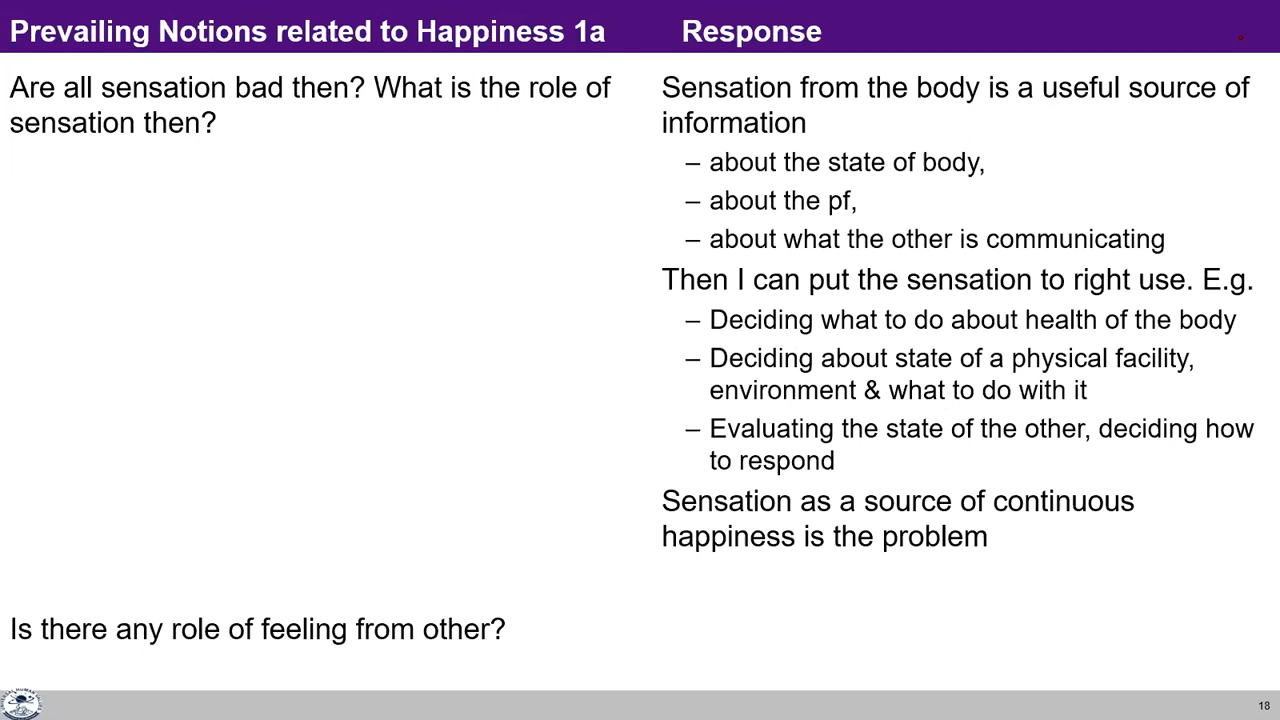 Prevailing Notions related to Happiness 1a
Response
Are all sensation bad then? What is the role of
sensation then?
Sensation from the body is a useful source of
information
– about the state of body,
– about the pf,
– about what the other is communicating
Then I can put the sensation to right use. E.g.
– Deciding what to do about health of the body
– Deciding about state of a physical facility,
environment & what to do with it
– Evaluating the state of the other, deciding how
to respond
Sensation as a source of continuous
happiness is the problem
Is there any role of feeling from other?
18